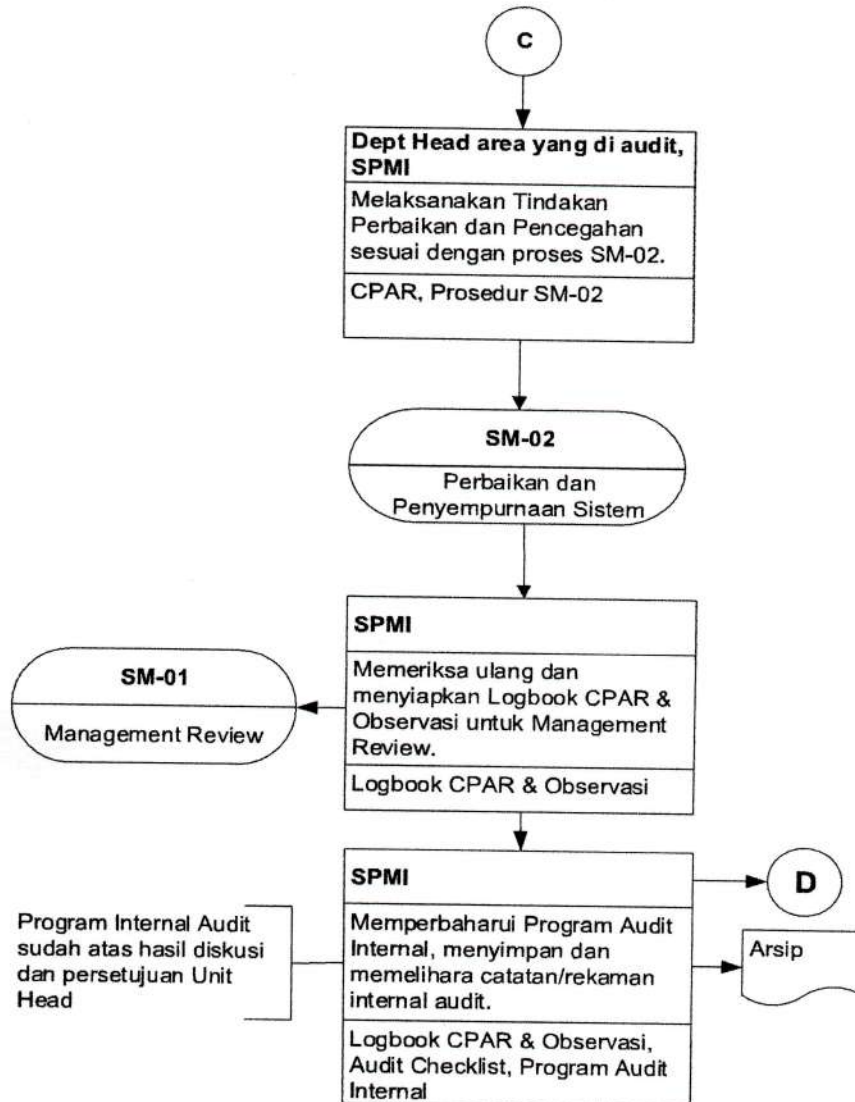 C
Dept Head area yang di audit,
SPMI
Melaksanakan Tindakan
Perbaikan dan Pencegahan
sesuai dengan proses SM-02.
CPAR, Prosedur SM-02
SM-02
Perbaikan dan
Penyempurnaan Sistem
SPMI
Memeriksa ulang dan
menyiapkan Logbook CPAR &
Observasi untuk Management
Review.
Logbook CPAR & Observasi
SM-01
Management Review
SPMI
Memperbaharui Program Audit
Internal, menyimpan dan
memelihara catatan/rekaman
internal audit.
Logbook CPAR & Observasi,
Audit Checklist, Program Audit
Internal
D
Arsip
Program Internal Audit
sudah atas hasil diskusi
dan persetujuan Unit
Head